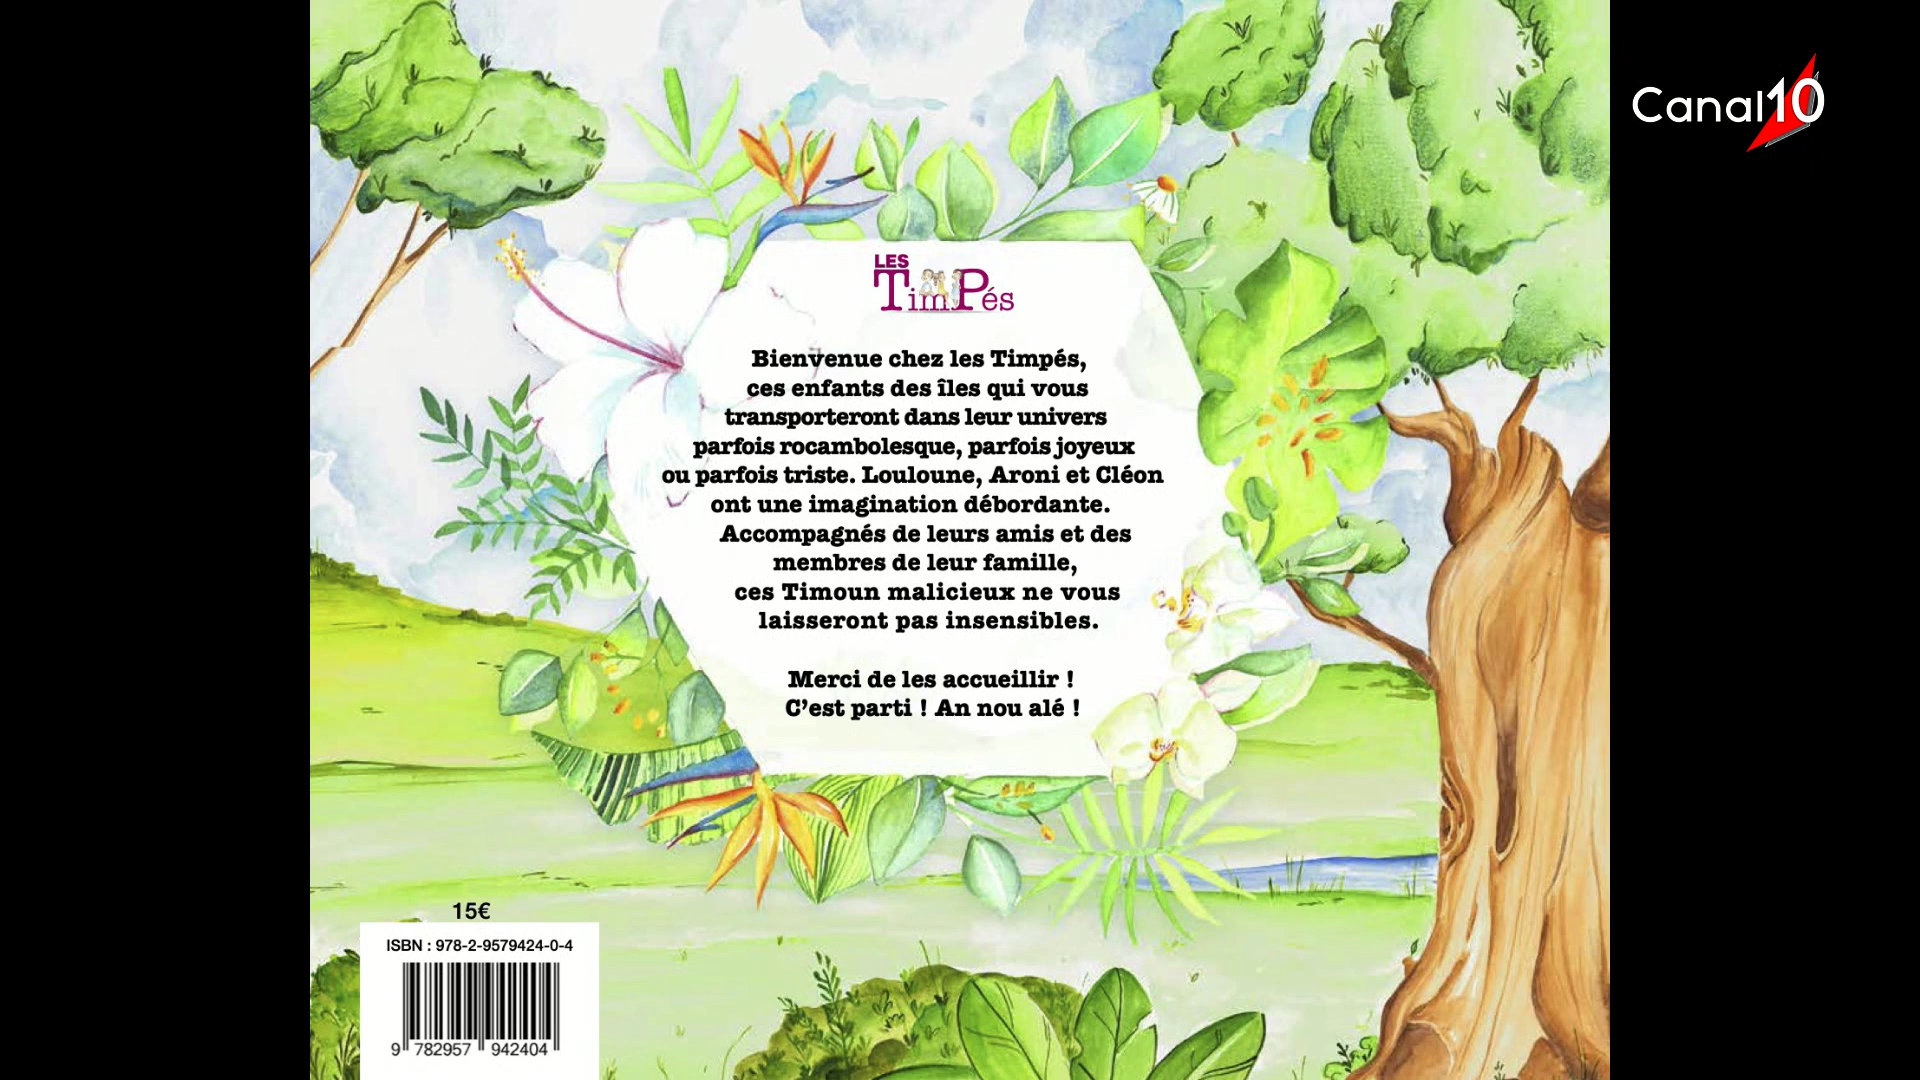 Canal10
LES
TimPés
Bienvenue chez les Timpés,
ces enfants des îles qui vous
transporteront dans leur univers
parfois rocambolesque, parfois joyeux
ou parfois triste. Louloune, Aroni et Cléon
ont une imagination débordante.
Accompagnés de leurs amis et des
membres de leur famille,
ces Timoun malicieux ne vous
laisseront pas insensibles.
Merci de les accueillir !
C’est parti ! An nou alé !
15€
ISBN : 978-2-9579424-0-4
9 782957 942404